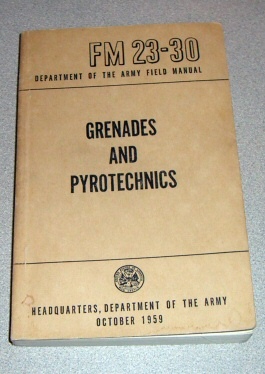 FM 23-30
DEPARTMENT OF THE ARMY FIELD MANUAL
GRENADES
AND
PYROTECHNICS
HEADQUARTERS, DEPARTMENT OF THE ARMY
OCTOBER 1959